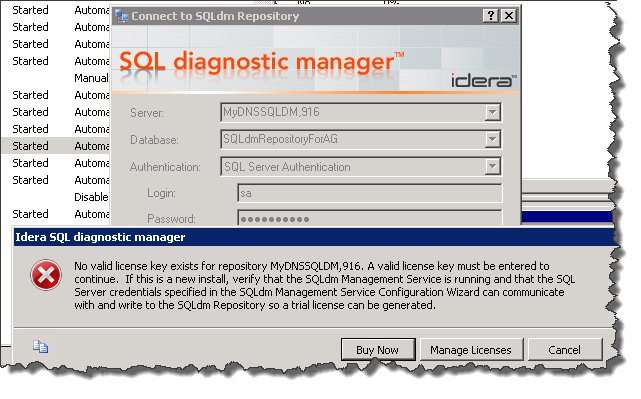 Started Automa No 0%
Started Automa
Connect to SQLdm Repository
Started Automa
Started Automa
Manual
Started Automa
Started Automa
Started Automa
Started Automa
Started Automa
Started Automa
Disable
Started Automa
SQL diagnostic manager™
idera™
Server: MyDNSSQLDM,916
Database: SQLdmRepositoryForAG
Authentication: SQL Server Authentication
Login: sa
Password:
Idera SQL diagnostic manager
No valid license key exists for repository MyDNSSQLDM,916. A valid license key must be entered to
continue. If this is a new install, verify that the SQLdm Management Service is running and that the SQL
Server credentials specified in the SQLdm Management Service Configuration Wizard can communicate
with and write to the SQLdm Repository so a trial license can be generated.
Buy Now Manage Licenses Cancel